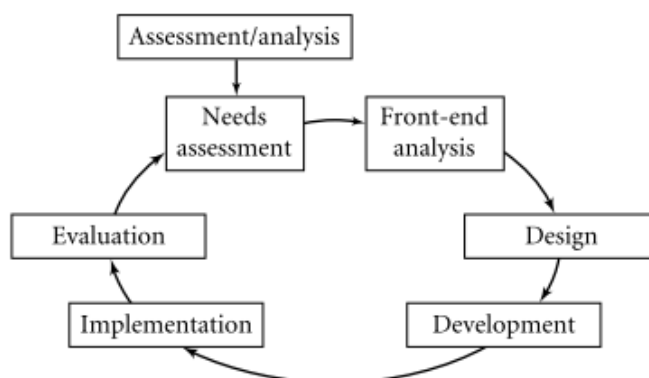 Assessment/analysis
Needs
assessment
Front-end
analysis
Evaluation
Design
Implementation
Development